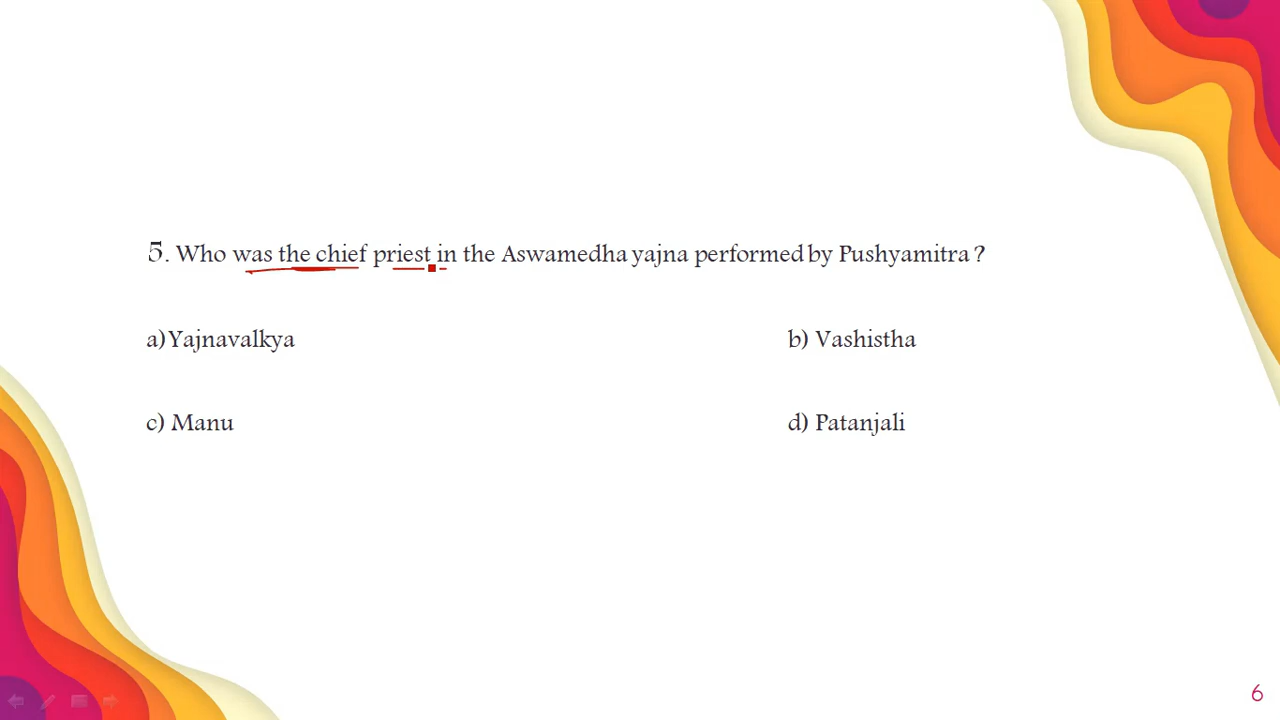 5. Who was the chief priest in the Aswamedha yajna performed by Pushyamitra ?
a)Yajnavalkya
b) Vashistha
c) Manu
d) Patanjali
6